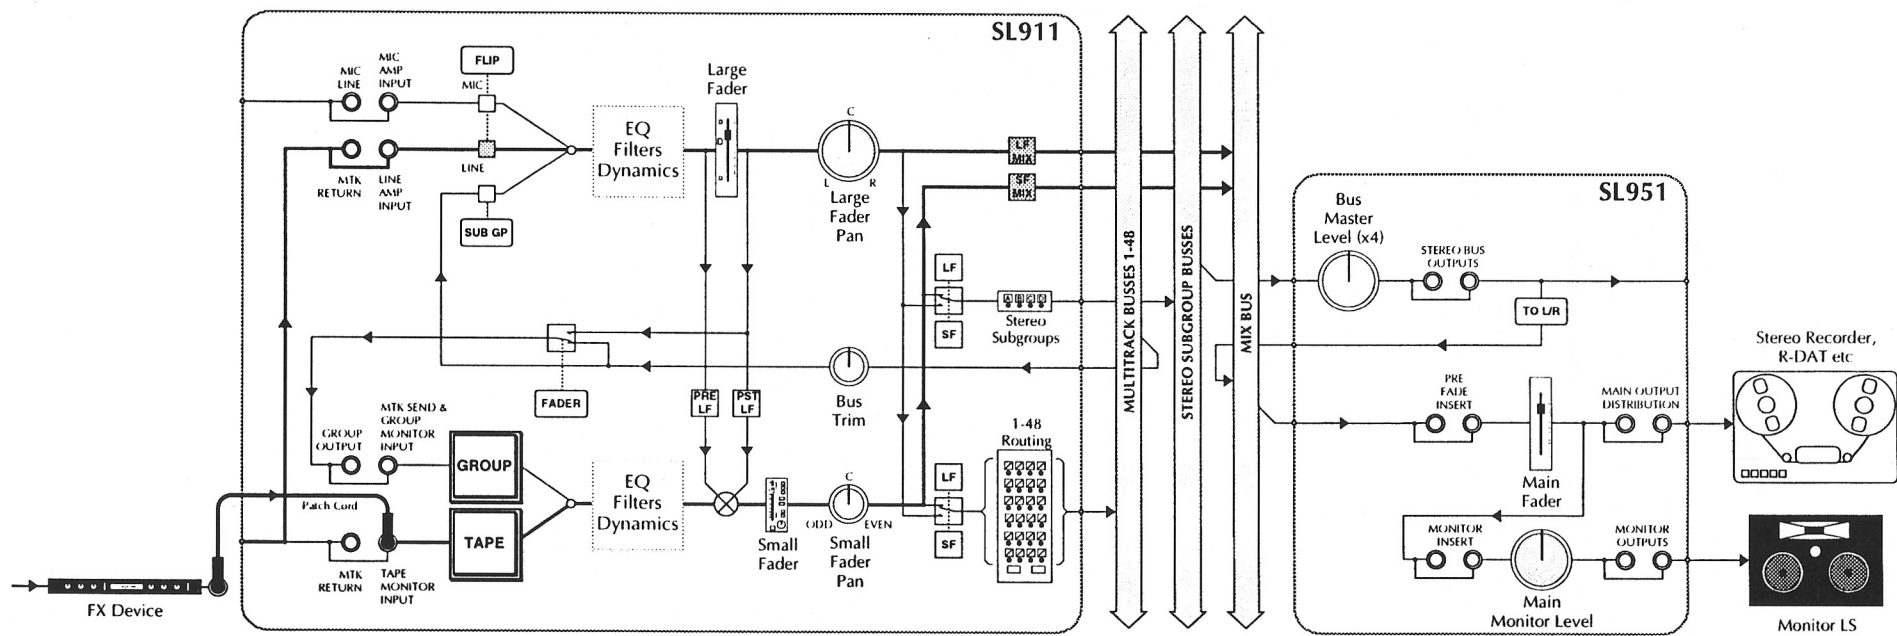 SL911
FLIP
MIC
LINE
MIC
AMP
INPUT
MIC
MTK
RETURN
LINE
AMP
INPUT
LINE
SUB GP
EQ
Filters
Dynamics
Large
Fader
C
L
R
Large
Fader
Pan
LF
MIX
SF
MIX
LF
SF
A B C D
Stereo
Subgroups
FADER
PRE
LF
PST
LF
Bus
Trim
GROUP
OUTPUT
MTK SEND &
GROUP
MONITOR
INPUT
GROUP
TAPE
Patch Cord
MTK
RETURN
TAPE
MONITOR
INPUT
FX Device
EQ
Filters
Dynamics
Small
Fader
C
ODD
EVEN
Small
Fader
Pan
LF
SF
1-48
Routing
MULTITRACK BUSSES 1-48
STEREO SUBGROUP BUSSES
MIX BUS
SL951
Bus
Master
Level (x4)
STEREO BUS
OUTPUTS
TO L/R
PRE
FADE
INSERT
Main
Fader
MAIN OUTPUT
DISTRIBUTION
Stereo Recorder,
R-DAT etc
MONITOR
INSERT
Main
Monitor Level
MONITOR
OUTPUTS
Monitor LS